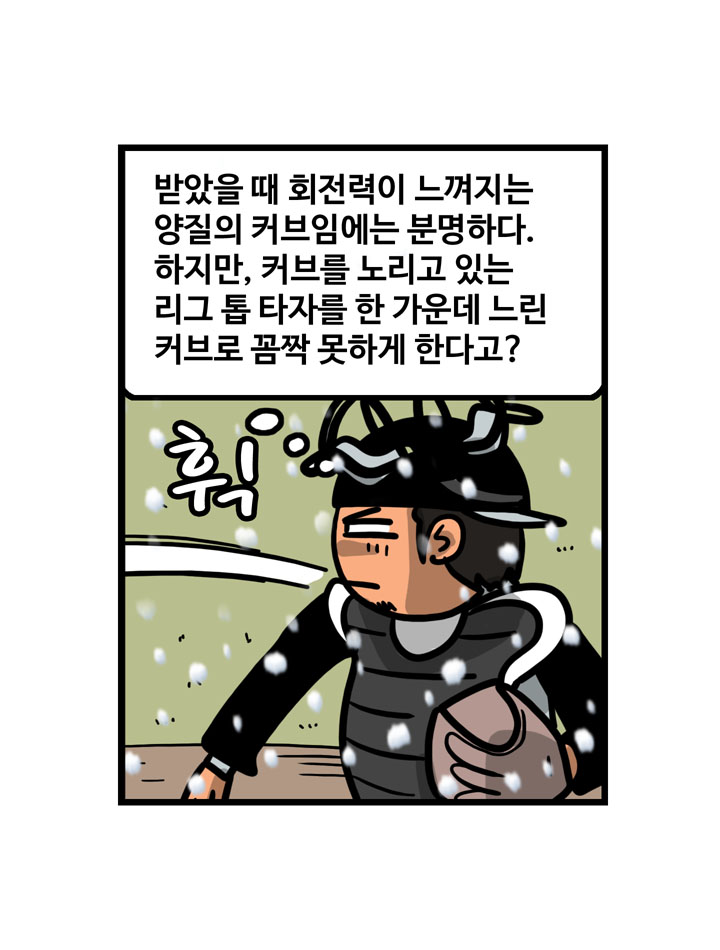 받았을 때 회전력이 느껴지는
양질의 커브임에는 분명하다.
하지만, 커브를 노리고 있는
리그 톱 타자를 한 가운데 느린
커브로 꼼짝 못하게 한다고?
휙